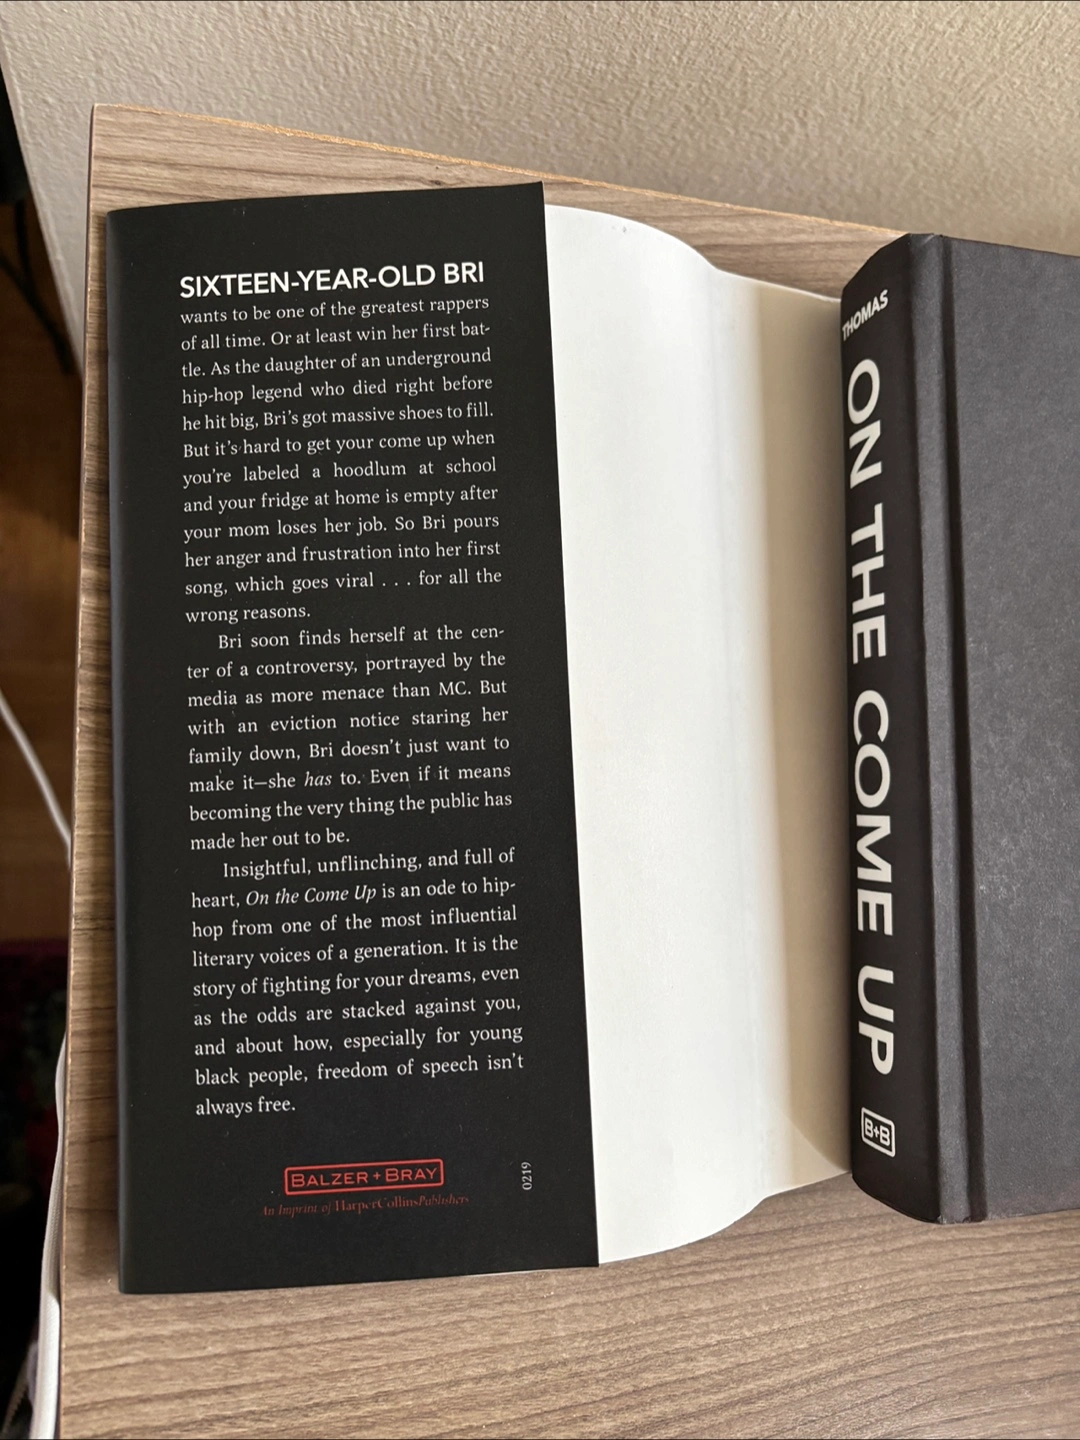 SIXTEEN-YEAR-OLD BRI
wants to be one of the greatest rappers
of all time. Or at least win her first bat-
tle. As the daughter of an underground
hip-hop legend who died right before
he hit big, Bri's got massive shoes to fill.
But it's hard to get your come up when
you're labeled a hoodlum at school
and your fridge at home is empty after
your mom loses her job. So Bri pours
her anger and frustration into her first
song, which goes viral . . . for all the
wrong reasons.
Bri soon finds herself at the cen-
ter of a controversy, portrayed by the
media as more menace than MC. But
with an eviction notice staring her
family down, Bri doesn't just want to
make it—she has to. Even if it means
becoming the very thing the public has
made her out to be.
Insightful, unflinching, and full of
heart, On the Come Up is an ode to hip-
hop from one of the most influential
literary voices of a generation. It is the
story of fighting for your dreams, even
as the odds are stacked against you,
and about how, especially for young
black people, freedom of speech isn't
always free.
BALZER + BRAY
An Imprint of HarperCollinsPublishers
0219
THOMAS
ON THE COME UP
B+B